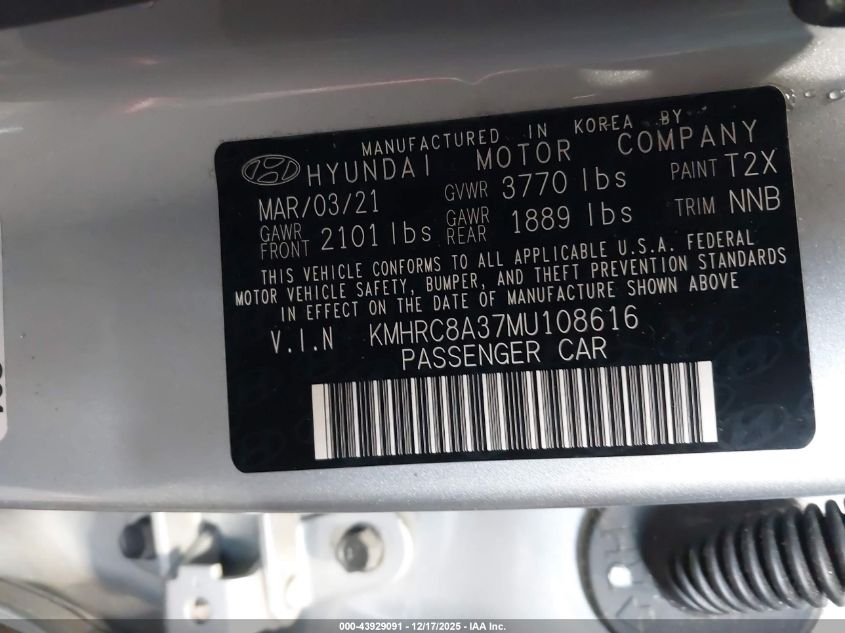 MANUFACTURED IN KOREA BY
HYUNDAI MOTOR COMPANY
MAR/03/21 GVWR 3770 lbs PAINT T2X
GAWR FRONT 2101 lbs GAWR REAR 1889 lbs TRIM NNB
THIS VEHICLE CONFORMS TO ALL APPLICABLE U.S.A. FEDERAL
MOTOR VEHICLE SAFETY, BUMPER, AND THEFT PREVENTION STANDARDS
IN EFFECT ON THE DATE OF MANUFACTURE SHOWN ABOVE
V.I.N KMHRC8A37MU108616
PASSENGER CAR
000-43929091 - 12/17/2025 - IAA Inc.